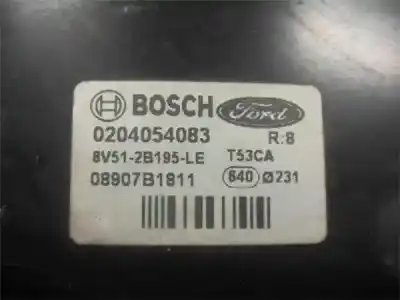 BOSCH Ford
0204054083 R:8
8V51-2B195-LE T53CA
08907B1811 640 Ø231